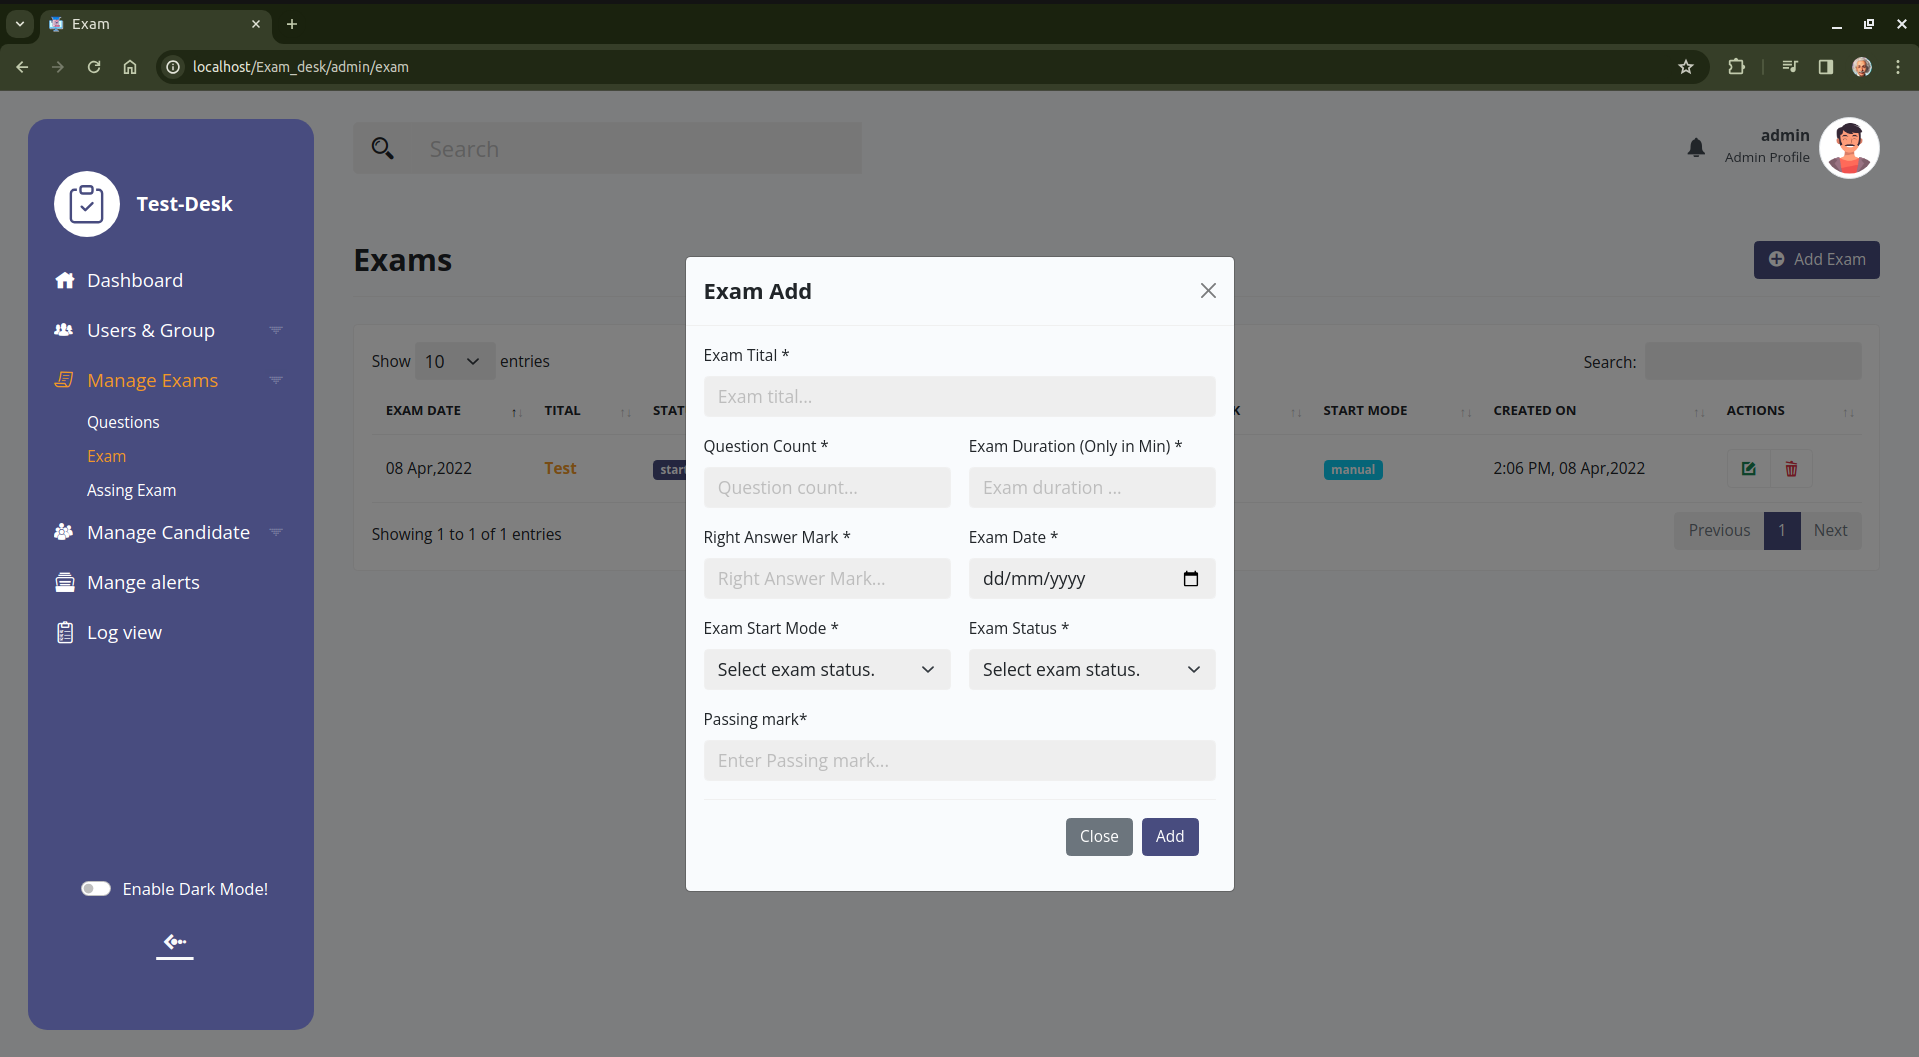 Exam
localhost/Exam_desk/admin/exam
Test-Desk
Dashboard
Users & Group
Manage Exams
Questions
Exam
Assing Exam
Manage Candidate
Mange alerts
Log view
Enable Dark Mode!
Search
admin
Admin Profile
Exams
Add Exam
Show 10 entries
Search:
EXAM DATE TITAL STAT K START MODE CREATED ON ACTIONS
08 Apr,2022 Test start manual 2:06 PM, 08 Apr,2022
Showing 1 to 1 of 1 entries
Previous 1 Next
Exam Add
Exam Tital *
Exam tital...
Question Count * Exam Duration (Only in Min) *
Question count... Exam duration ...
Right Answer Mark * Exam Date *
Right Answer Mark... dd/mm/yyyy
Exam Start Mode * Exam Status *
Select exam status. Select exam status.
Passing mark*
Enter Passing mark...
Close Add